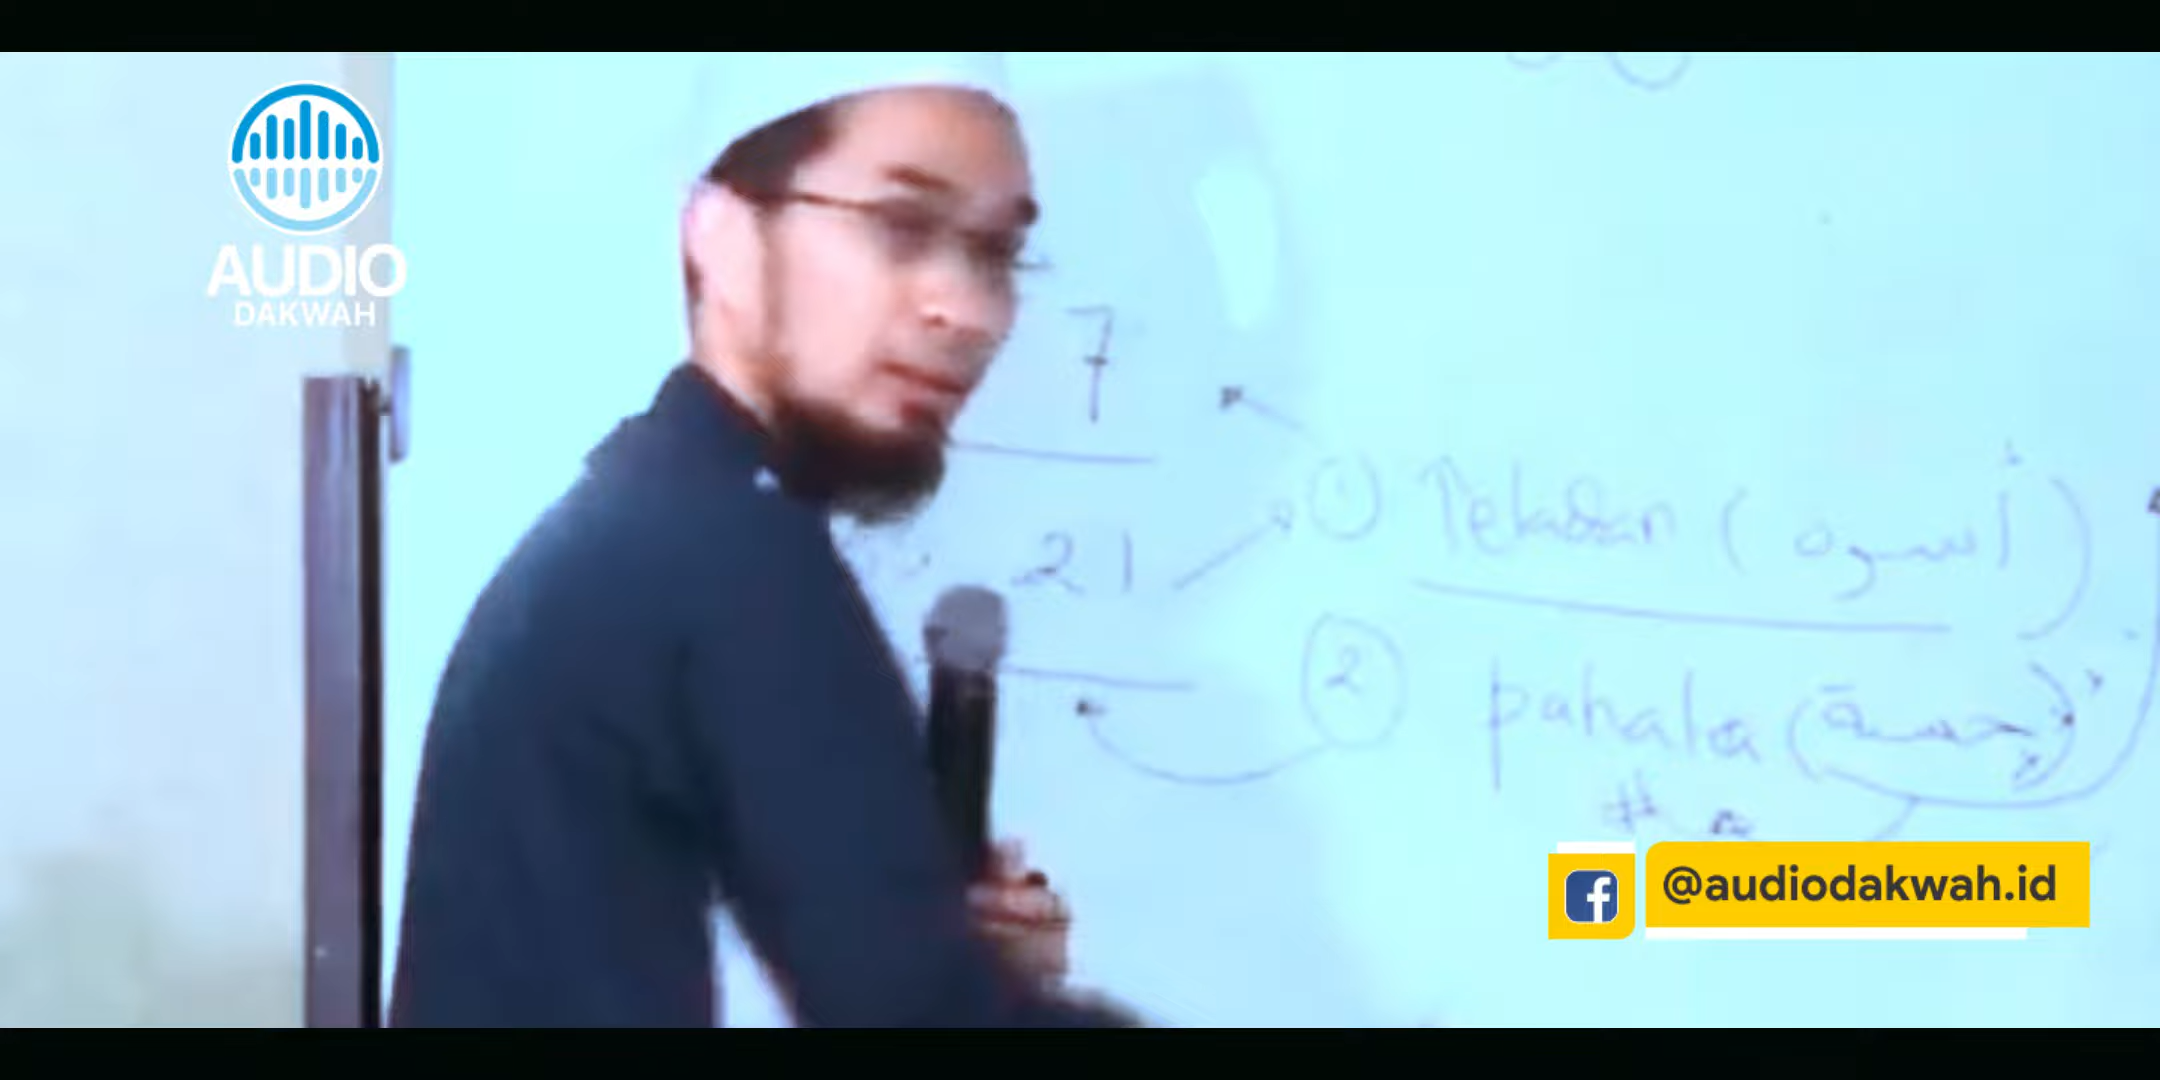 AUDIO
DAKWAH
7
21
1 Teladan (أسوة)
2 pahala (حسنة)
#
@audiodakwah.id